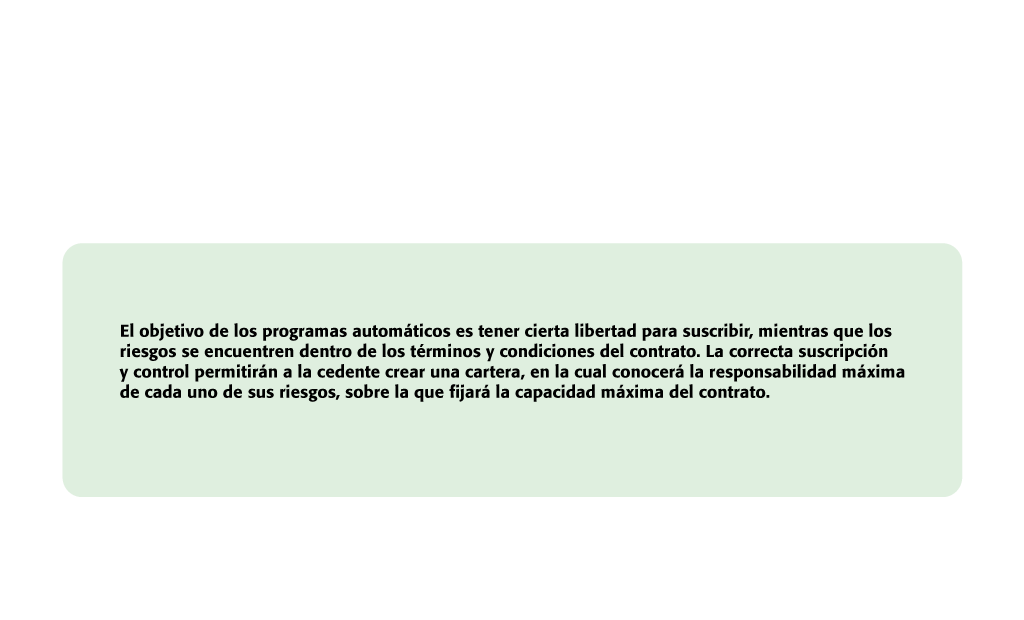 El objetivo de los programas automáticos es tener cierta libertad para suscribir, mientras que los
riesgos se encuentren dentro de los términos y condiciones del contrato. La correcta suscripción
y control permitirán a la cedente crear una cartera, en la cual conocerá la responsabilidad máxima
de cada uno de sus riesgos, sobre la que fijará la capacidad máxima del contrato.